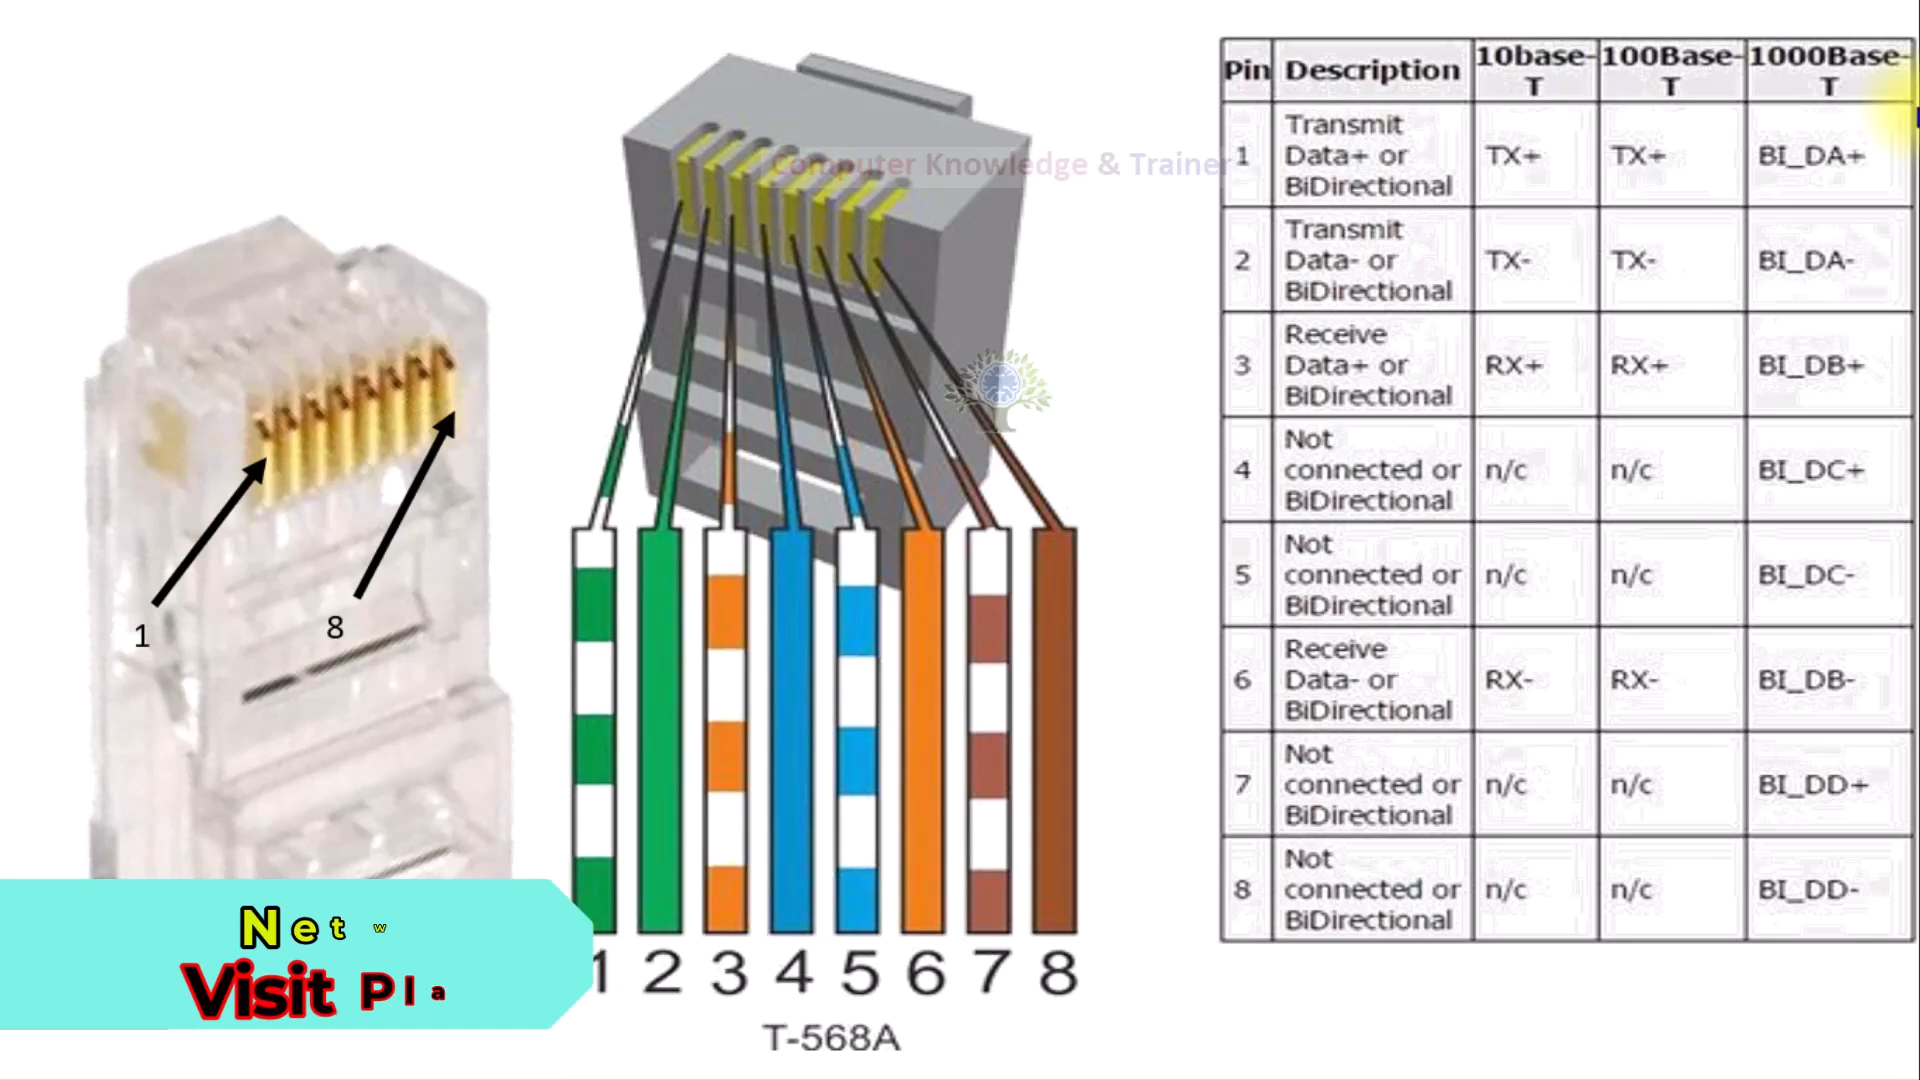 Computer Knowledge & Trainer
1
8
1 2 3 4 5 6 7 8
T-568A
Pin Description 10base-T 100Base-T 1000Base-T
1 Transmit Data+ or BiDirectional TX+ TX+ BI_DA+
2 Transmit Data- or BiDirectional TX- TX- BI_DA-
3 Receive Data+ or BiDirectional RX+ RX+ BI_DB+
4 Not connected or BiDirectional n/c n/c BI_DC+
5 Not connected or BiDirectional n/c n/c BI_DC-
6 Receive Data- or BiDirectional RX- RX- BI_DB-
7 Not connected or BiDirectional n/c n/c BI_DD+
8 Not connected or BiDirectional n/c n/c BI_DD-
Netw
Visit Pla